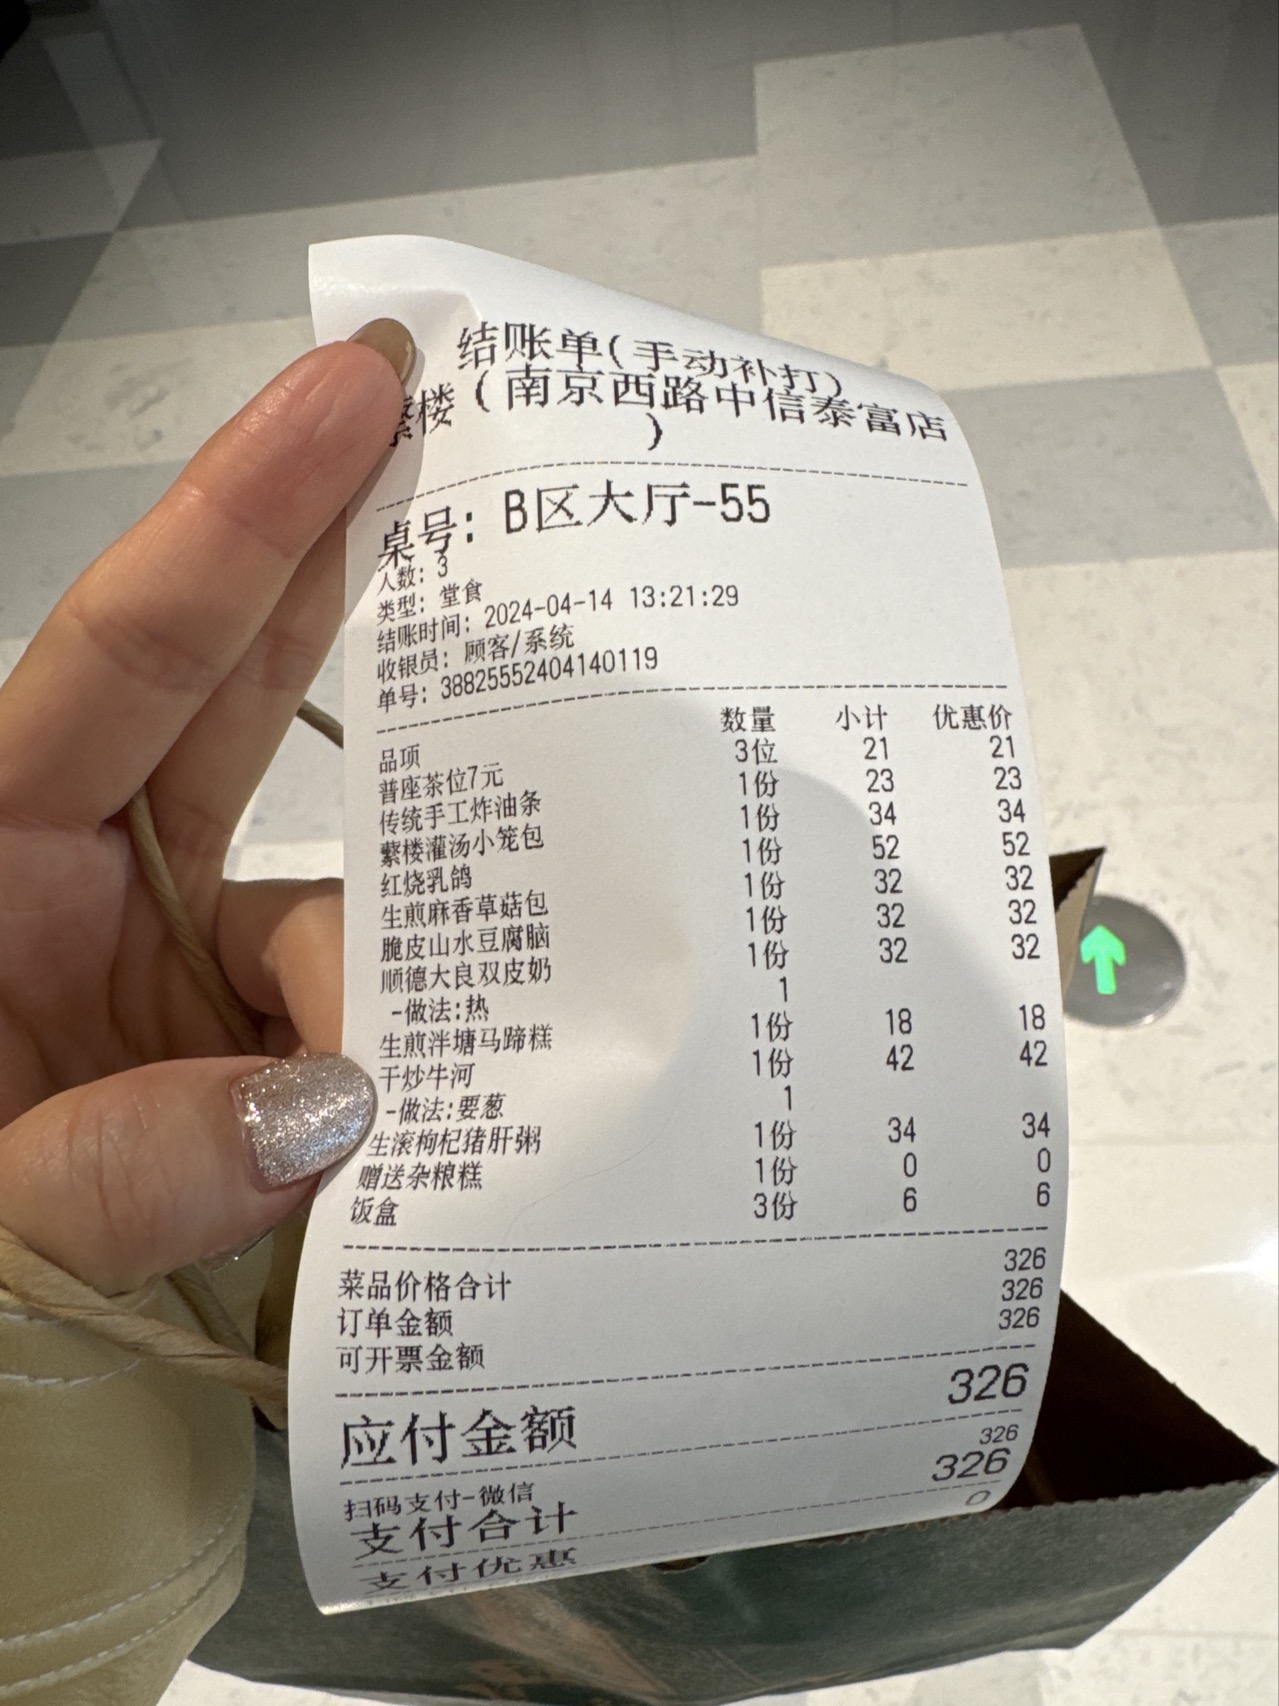 结账单(手动补打)
楼(南京西路中信泰富店
)
桌号: B区大厅-55
人数: 3
类型: 堂食
结账时间: 2024-04-14 13:21:29
收银员: 顾客/系统
单号: 38825552404140119
品项 数量 小计 优惠价
普座茶位7元 3位 21 21
传统手工炸油条 1份 23 23
蘩楼灌汤小笼包 1份 34 34
红烧乳鸽 1份 52 52
生煎麻香草菇包 1份 32 32
脆皮山水豆腐脑 1份 32 32
顺德大良双皮奶 1份 32 32
-做法:热 1
生煎泮塘马蹄糕 1份 18 18
干炒牛河 1份 42 42
-做法:要葱 1
生滚枸杞猪肝粥 1份 34 34
赠送杂粮糕 1份 0 0
饭盒 3份 6 6
菜品价格合计 326
订单金额 326
可开票金额 326
应付金额 326
扫码支付-微信 326
支付合计 326
支付优惠 0